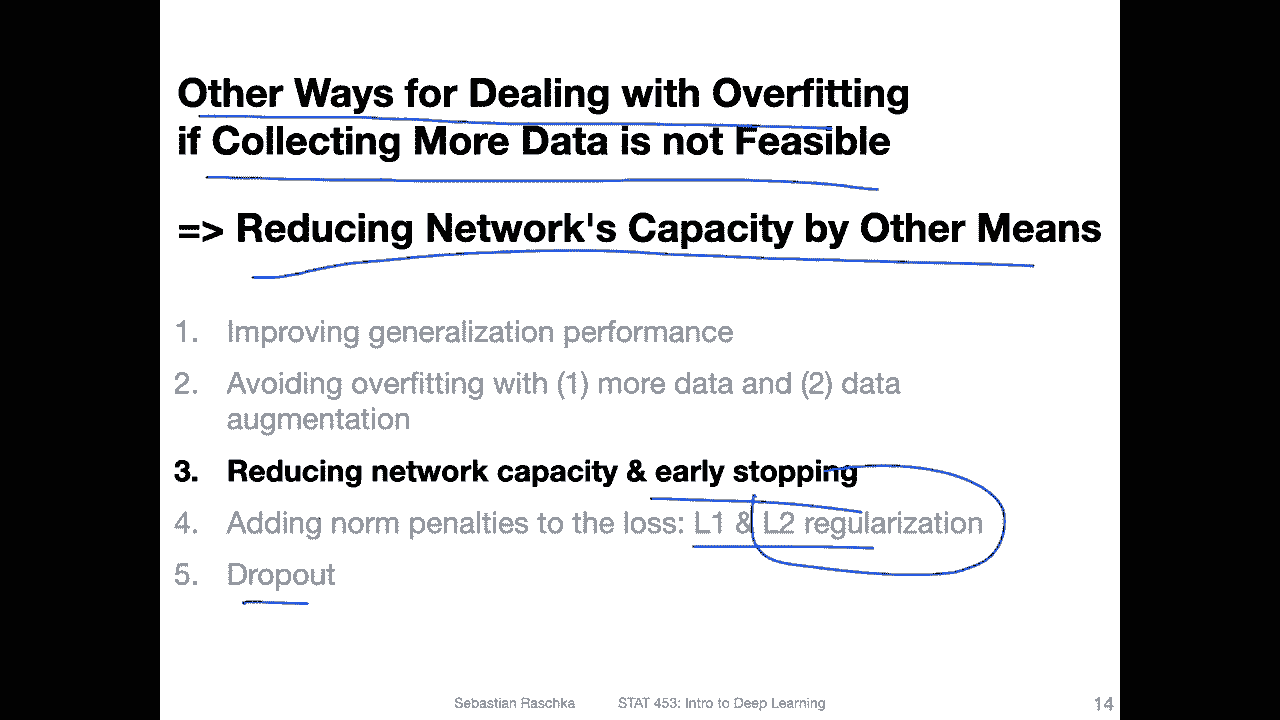 Other Ways for Dealing with Overfitting
if Collecting More Data is not Feasible
=> Reducing Network's Capacity by Other Means
1. Improving generalization performance
2. Avoiding overfitting with (1) more data and (2) data
augmentation
3. Reducing network capacity & early stopping
4. Adding norm penalties to the loss: L1 & L2 regularization
5. Dropout
Sebastian Raschka STAT 453: Intro to Deep Learning 14